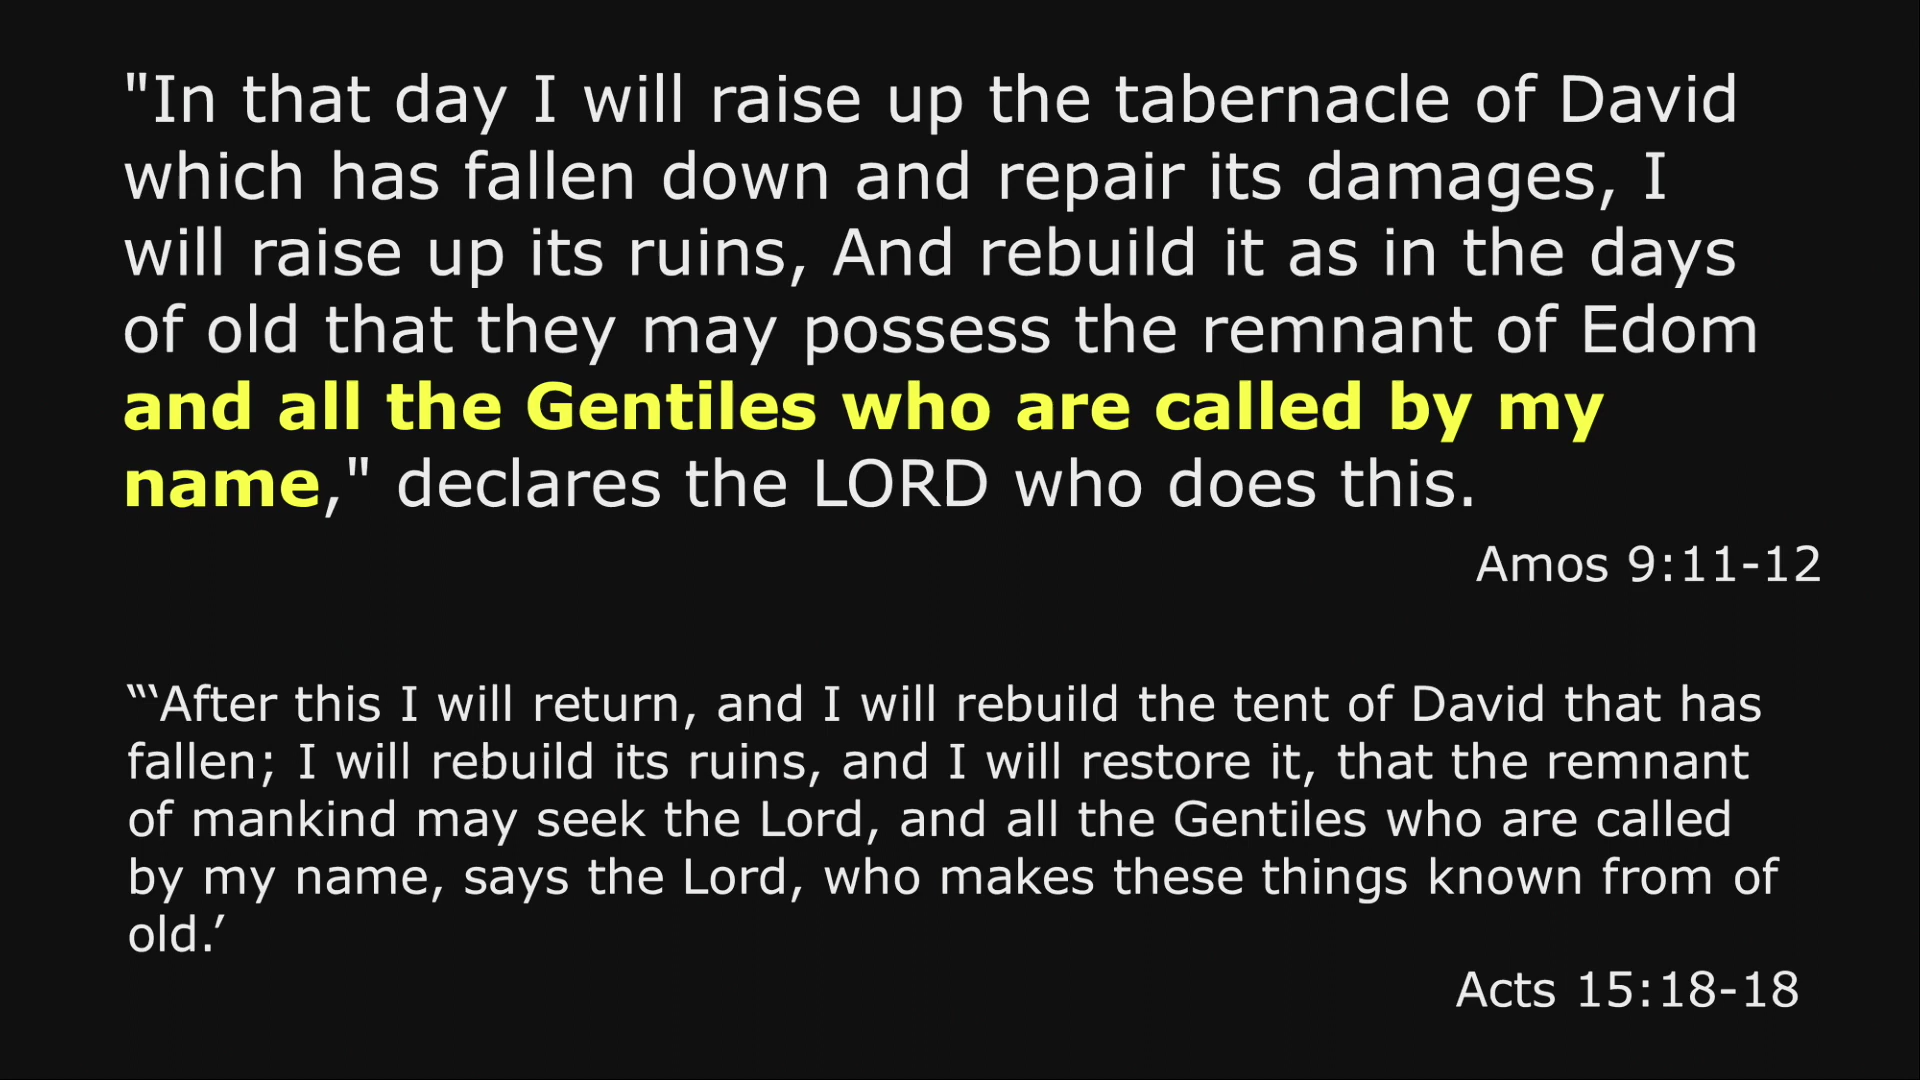 "In that day I will raise up the tabernacle of David
which has fallen down and repair its damages, I
will raise up its ruins, And rebuild it as in the days
of old that they may possess the remnant of Edom
and all the Gentiles who are called by my
name," declares the LORD who does this.
Amos 9:11-12
“‘After this I will return, and I will rebuild the tent of David that has
fallen; I will rebuild its ruins, and I will restore it, that the remnant
of mankind may seek the Lord, and all the Gentiles who are called
by my name, says the Lord, who makes these things known from of
old.’
Acts 15:18-18